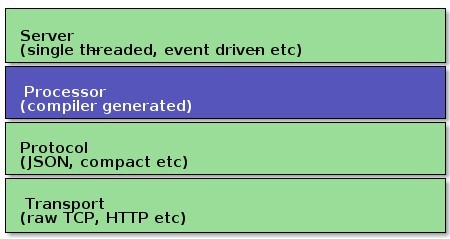 Server
(single threaded, event driven etc)
Processor
(compiler generated)
Protocol
(JSON, compact etc)
Transport
(raw TCP, HTTP etc)